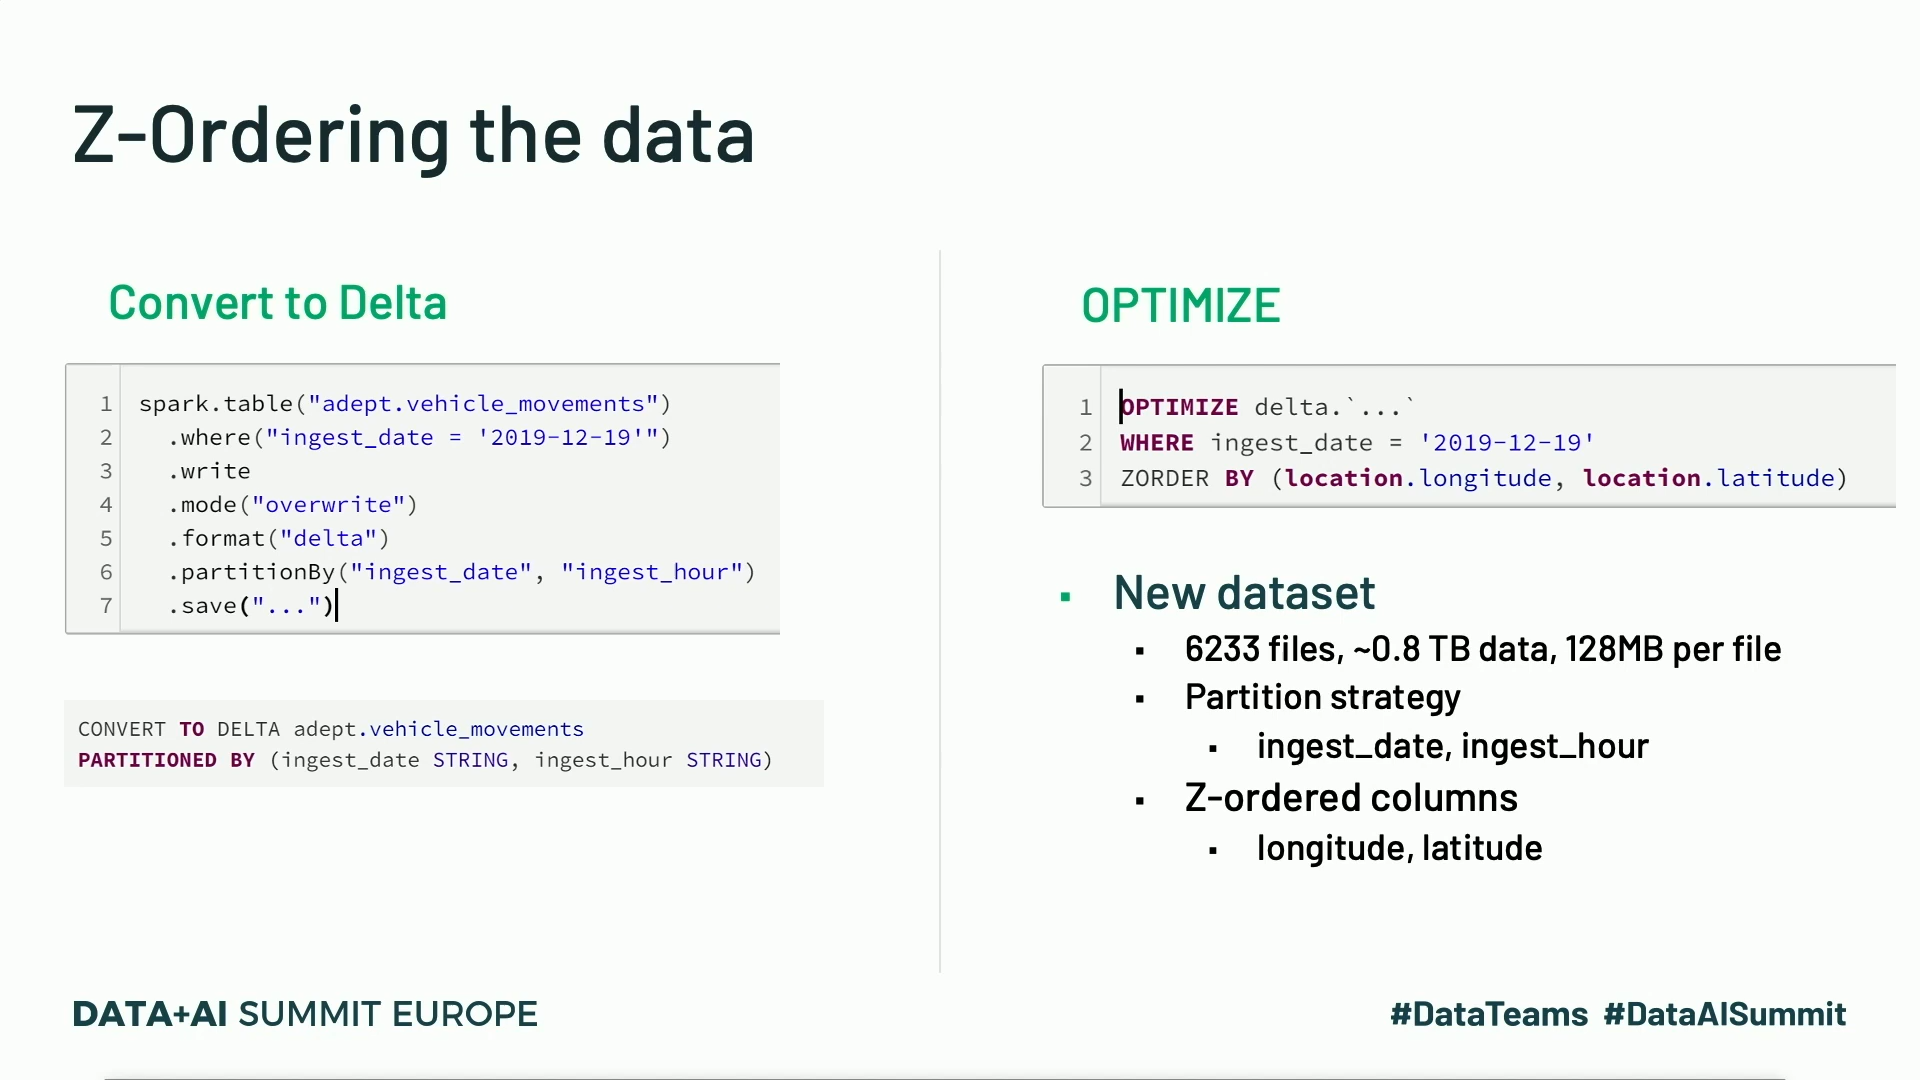 Z-Ordering the data
Convert to Delta
1 spark.table("adept.vehicle_movements")
2 .where("ingest_date = '2019-12-19'")
3 .write
4 .mode("overwrite")
5 .format("delta")
6 .partitionBy("ingest_date", "ingest_hour")
7 .save("...")
CONVERT TO DELTA adept.vehicle_movements
PARTITIONED BY (ingest_date STRING, ingest_hour STRING)
OPTIMIZE
1 OPTIMIZE delta.`...`
2 WHERE ingest_date = '2019-12-19'
3 ZORDER BY (location.longitude, location.latitude)
▪ New dataset
▪ 6233 files, ~0.8 TB data, 128MB per file
▪ Partition strategy
▪ ingest_date, ingest_hour
▪ Z-ordered columns
▪ longitude, latitude
DATA+AI SUMMIT EUROPE
#DataTeams #DataAISummit